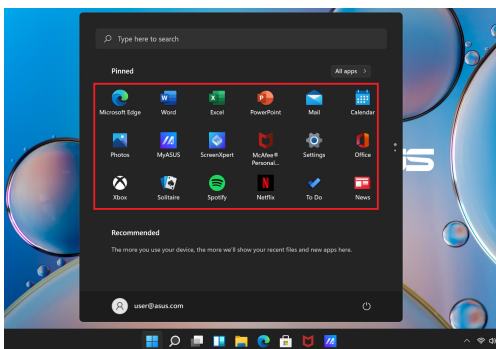 Type here to search
Pinned
All apps >
Microsoft Edge Word Excel PowerPoint Mail Calendar
Photos MyASUS ScreenXpert McAfee® Settings Office
Personal...
Xbox Solitaire Spotify Netflix To Do News
Recommended
The more you use your device, the more we'll show your recent files and new apps here.
user@asus.com